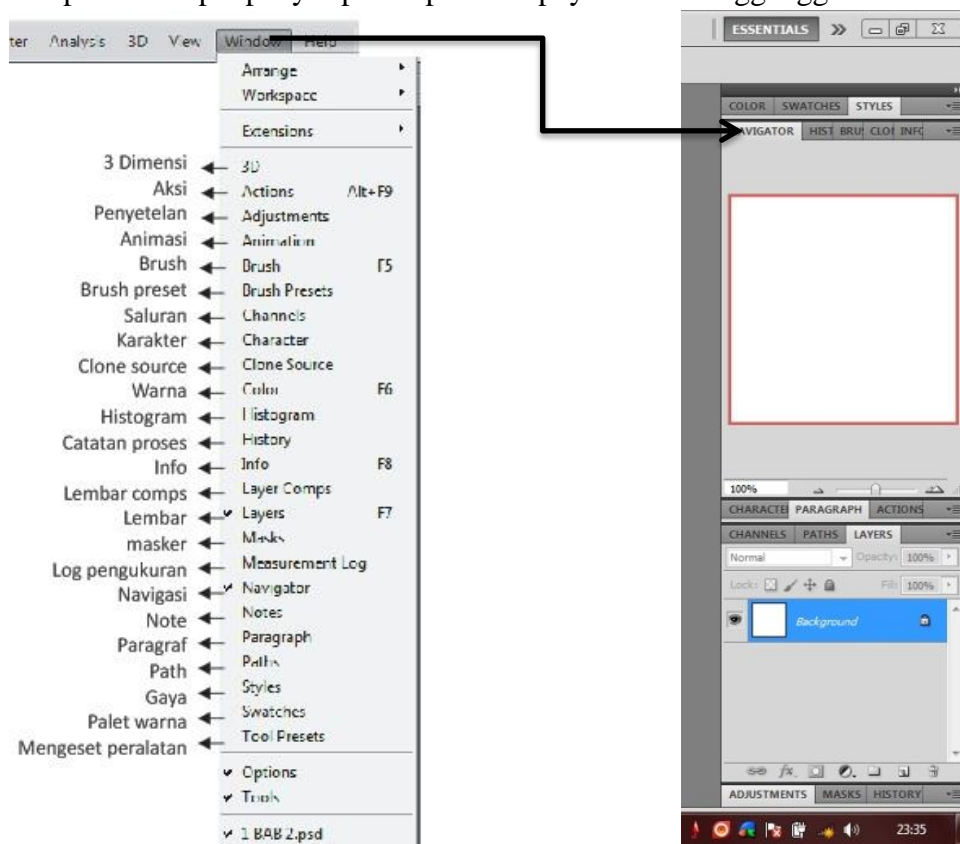 ter Analysis 3D View Window Help
Arrange
Workspace
Extensions
3 Dimensi 3D
Aksi Actions Alt+F9
Penyetelan Adjustments
Animasi Animation
Brush Brush F5
Brush preset Brush Presets
Saluran Channels
Karakter Character
Clone source Clone Source
Warna Color F6
Histogram Histogram
Catatan proses History
Info Info F8
Lembar comps Layer Comps
Lembar Layers F7
masker Masks
Log pengukuran Measurement Log
Navigasi Navigator
Note Notes
Paragraf Paragraph
Path Paths
Gaya Styles
Palet warna Swatches
Mengeset peralatan Tool Presets
Options
Tools
1 BAB 2.psd
ESSENTIALS
COLOR SWATCHES STYLES
AVIGATOR HIST BRU CLO INFO
100%
CHARACTE PARAGRAPH ACTIONS
CHANNELS PATHS LAYERS
Normal Opacity: 100%
Lock: Fill: 100%
Background
fx
ADJUSTMENTS MASKS HISTORY
23:35